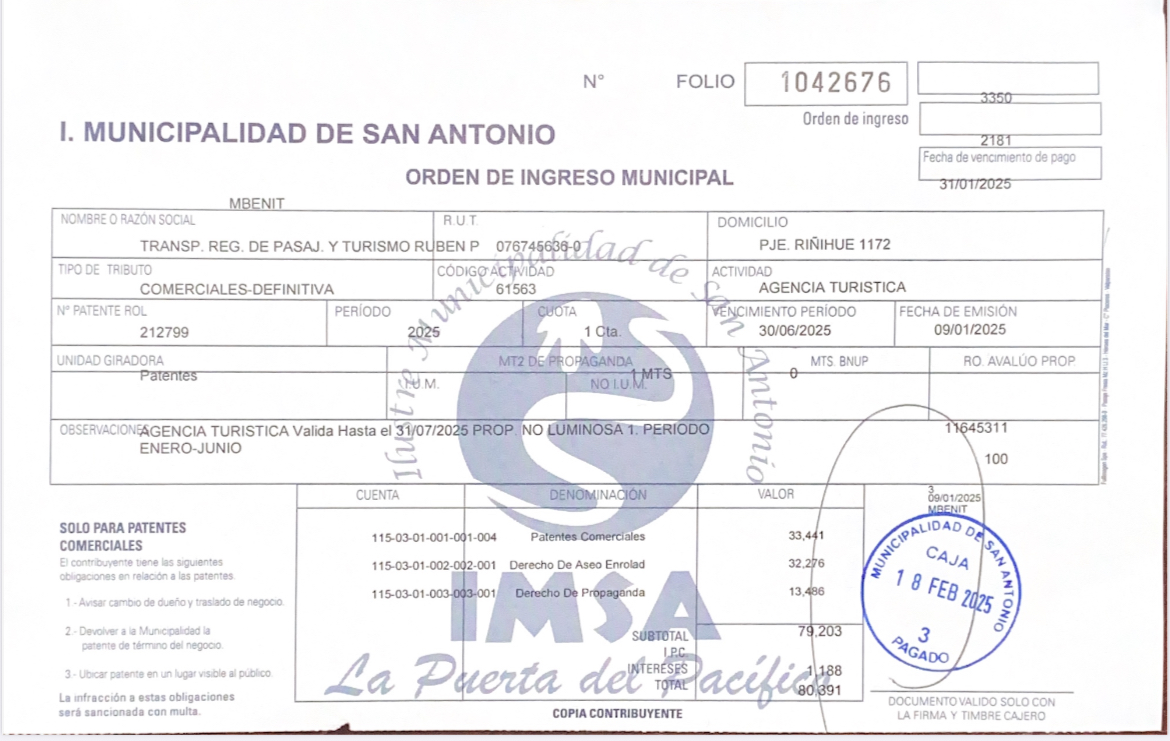 N° FOLIO 1042676
3350
Orden de ingreso
2181
I. MUNICIPALIDAD DE SAN ANTONIO
Fecha de vencimiento de pago
31/01/2025
ORDEN DE INGRESO MUNICIPAL
MBENIT
NOMBRE O RAZÓN SOCIAL R.U.T. DOMICILIO
TRANSP. REG. DE PASAJ. Y TURISMO RUBEN P 076745636-0 PJE. RIÑIHUE 1172
TIPO DE TRIBUTO CÓDIGO ACTIVIDAD ACTIVIDAD
COMERCIALES-DEFINITIVA 61563 AGENCIA TURISTICA
N° PATENTE ROL PERÍODO CUOTA VENCIMIENTO PERÍODO FECHA DE EMISIÓN
212799 2025 1 Cta. 30/06/2025 09/01/2025
UNIDAD GIRADORA MT2 DE PROPAGANDA MTS. BNUP RO. AVALÚO PROP.
Patentes 1 MTS 0
I.U.M. NO I.U.M.
OBSERVACIONES AGENCIA TURISTICA Valida Hasta el 31/07/2025 PROP. NO LUMINOSA 1. PERIODO 11645311
ENERO-JUNIO 100
Ilustre Municipalidad de San Antonio
CUENTA DENOMINACIÓN VALOR
3
09/01/2025
MBENIT
115-03-01-001-001-004 Patentes Comerciales 33,441
115-03-01-002-002-001 Derecho De Aseo Enrolad 32,276
115-03-01-003-003-001 Derecho De Propaganda 13,486
SUBTOTAL 79,203
I.P.C.
INTERESES 1,188
TOTAL 80,391
IMSA
La Puerta del Pacífico
SOLO PARA PATENTES
COMERCIALES
El contribuyente tiene las siguientes
obligaciones en relación a las patentes.
1.- Avisar cambio de dueño y traslado de negocio.
2.- Devolver a la Municipalidad la
patente de término del negocio.
3.- Ubicar patente en un lugar visible al público.
La infracción a estas obligaciones
será sancionada con multa.
MUNICIPALIDAD DE SAN ANTONIO
CAJA
18 FEB 2025
3
PAGADO
COPIA CONTRIBUYENTE
DOCUMENTO VALIDO SOLO CON
LA FIRMA Y TIMBRE CAJERO